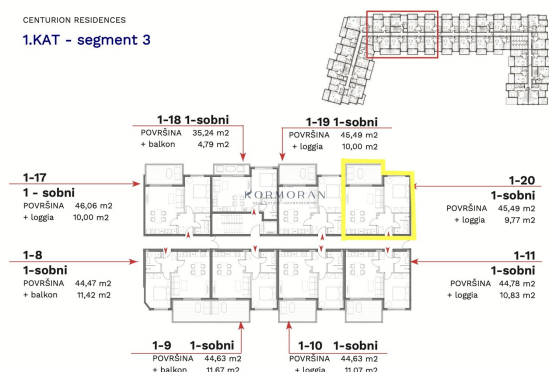 CENTURION RESIDENCES
1.KAT - segment 3
1-18 1-sobni
POVRŠINA 35,24 m2
+ balkon 4,79 m2
1-19 1-sobni
POVRŠINA 45,49 m2
+ loggia 10,00 m2
1-17
1 - sobni
POVRŠINA 46,06 m2
+ loggia 10,00 m2
1-20
1-sobni
POVRŠINA 45,49 m2
+ loggia 9,77 m2
KORMORAN
1-8
1-sobni
POVRŠINA 44,47 m2
+ balkon 11,42 m2
1-11
1-sobni
POVRŠINA 44,78 m2
+ loggia 10,83 m2
1-9 1-sobni
POVRŠINA 44,63 m2
+ balkon 11,67 m2
1-10 1-sobni
POVRŠINA 44,63 m2
+ loggia 11,07 m2